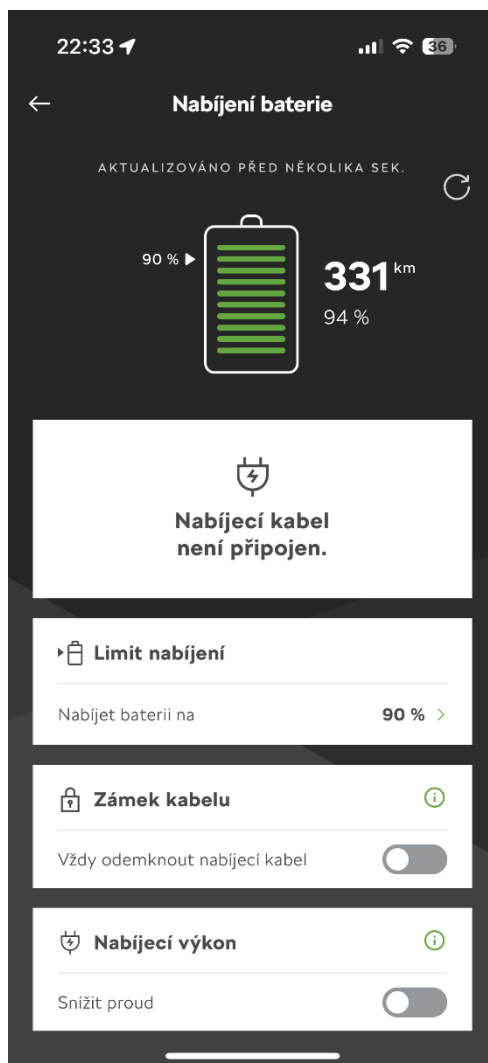 22:33
36
Nabíjení baterie
AKTUALIZOVÁNO PŘED NĚKOLIKA SEK.
90 %
331 km
94 %
Nabíjecí kabel
není připojen.
Limit nabíjení
Nabíjet baterii na 90 %
Zámek kabelu
Vždy odemknout nabíjecí kabel
Nabíjecí výkon
Snížit proud